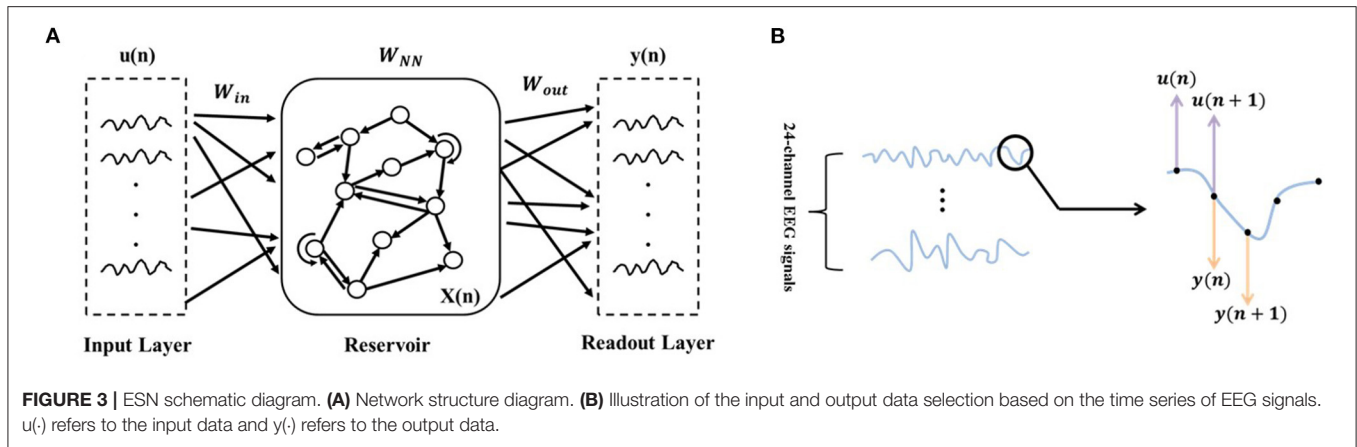 A
u(n)
W_in
W_NN
W_out
y(n)
X(n)
Input Layer
Reservoir
Readout Layer
B
24-channel EEG signals
u(n)
u(n + 1)
y(n)
y(n + 1)
FIGURE 3 | ESN schematic diagram. (A) Network structure diagram. (B) Illustration of the input and output data selection based on the time series of EEG signals.
u(·) refers to the input data and y(·) refers to the output data.